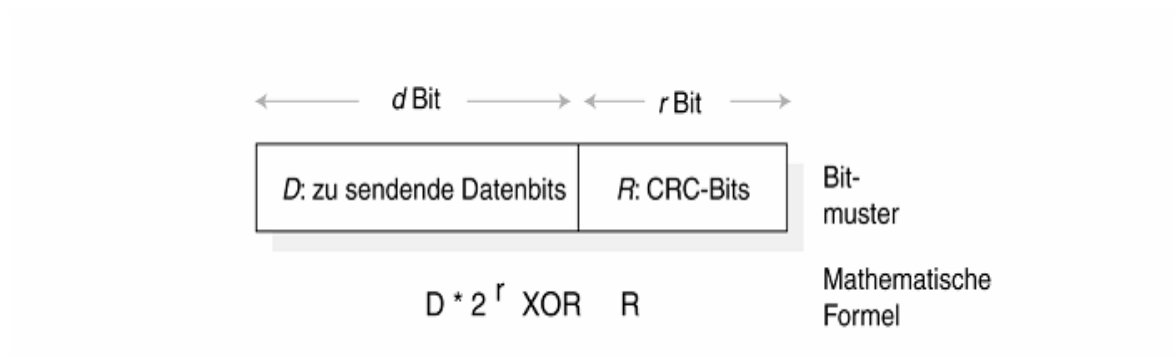 d Bit
r Bit
D: zu sendende Datenbits
R: CRC-Bits
Bit-
muster
D * 2 r XOR R
Mathematische
Formel